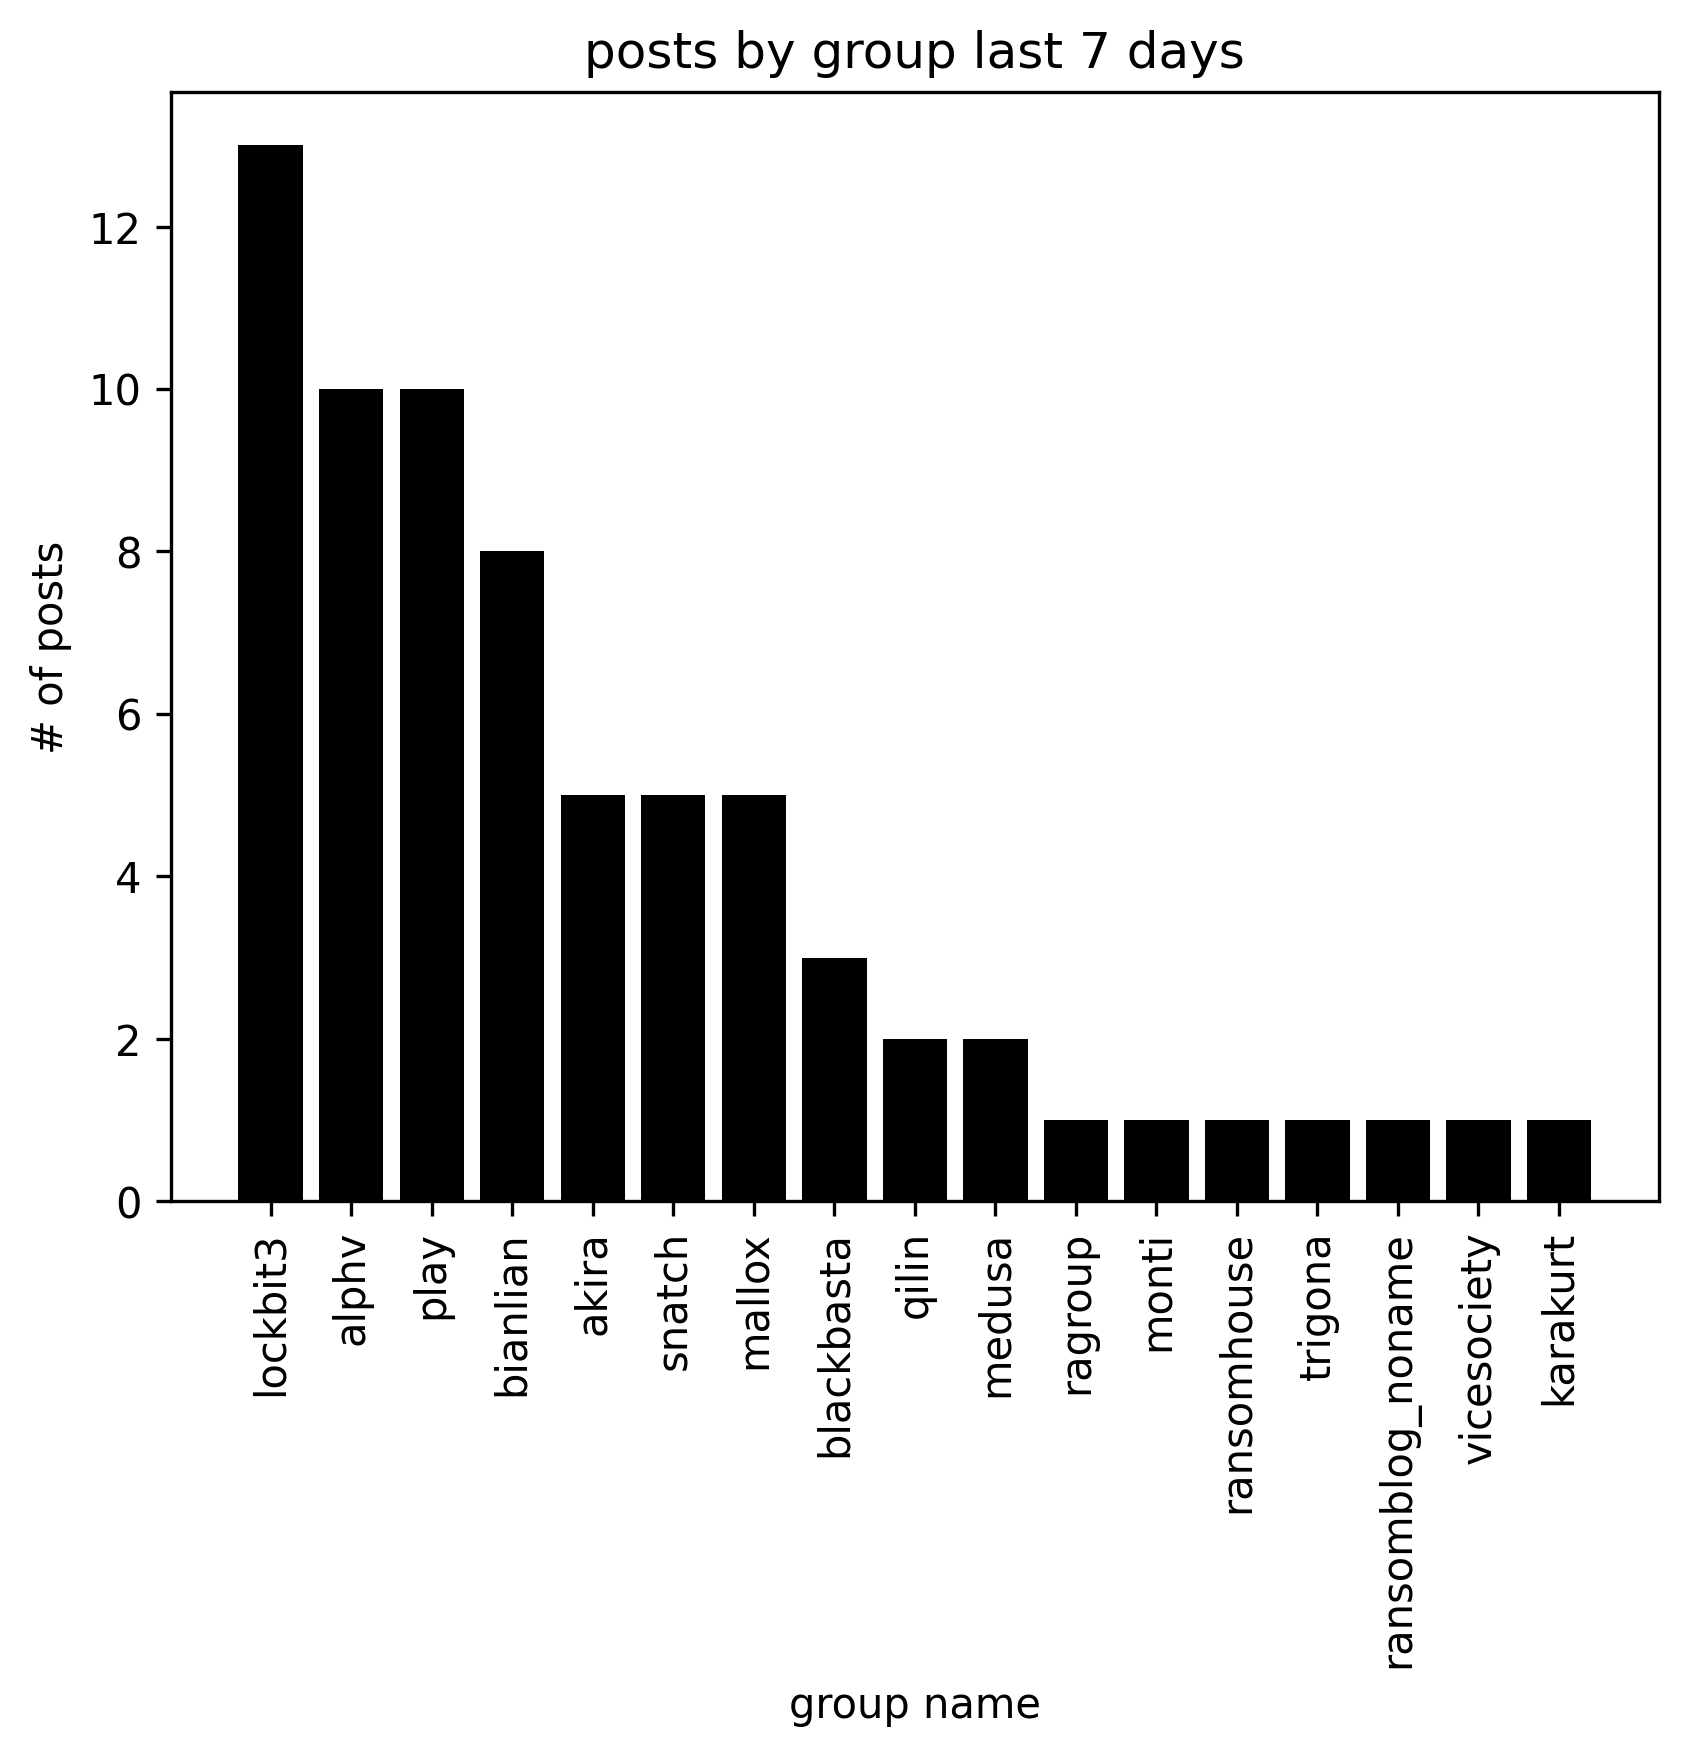 posts by group last 7 days
# of posts
12
10
8
6
4
2
0
lockbit3
alphv
play
bianlian
akira
snatch
mallox
blackbasta
qilin
medusa
ragroup
monti
ransomhouse
trigona
ransomblog_noname
vicesociety
karakurt
group name